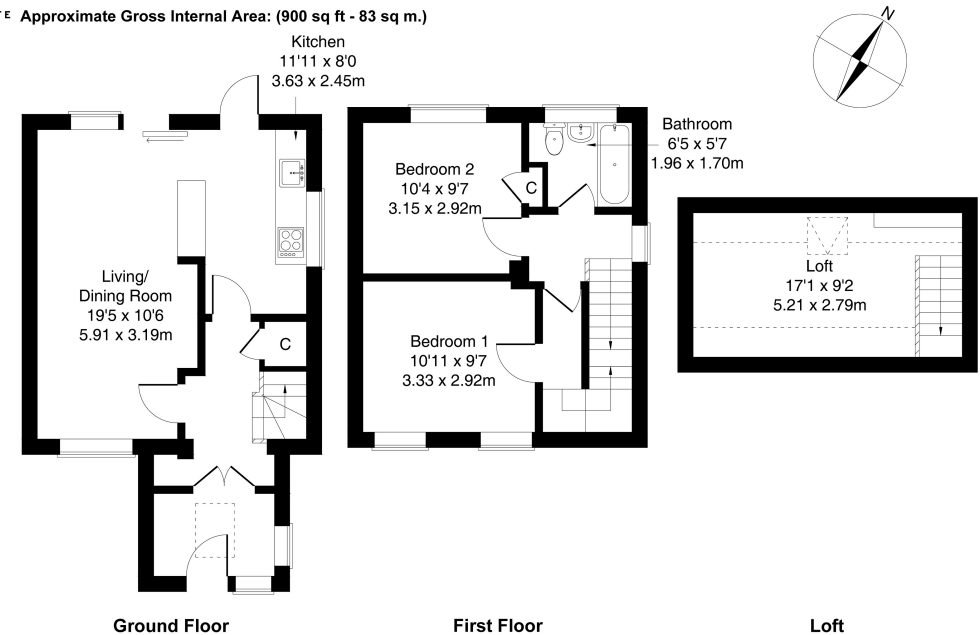 TE Approximate Gross Internal Area: (900 sq ft - 83 sq m.)
N
Kitchen
11'11 x 8'0
3.63 x 2.45m
Living/
Dining Room
19'5 x 10'6
5.91 x 3.19m
C
Bedroom 2
10'4 x 9'7
3.15 x 2.92m
C
Bathroom
6'5 x 5'7
1.96 x 1.70m
Bedroom 1
10'11 x 9'7
3.33 x 2.92m
Loft
17'1 x 9'2
5.21 x 2.79m
Ground Floor
First Floor
Loft